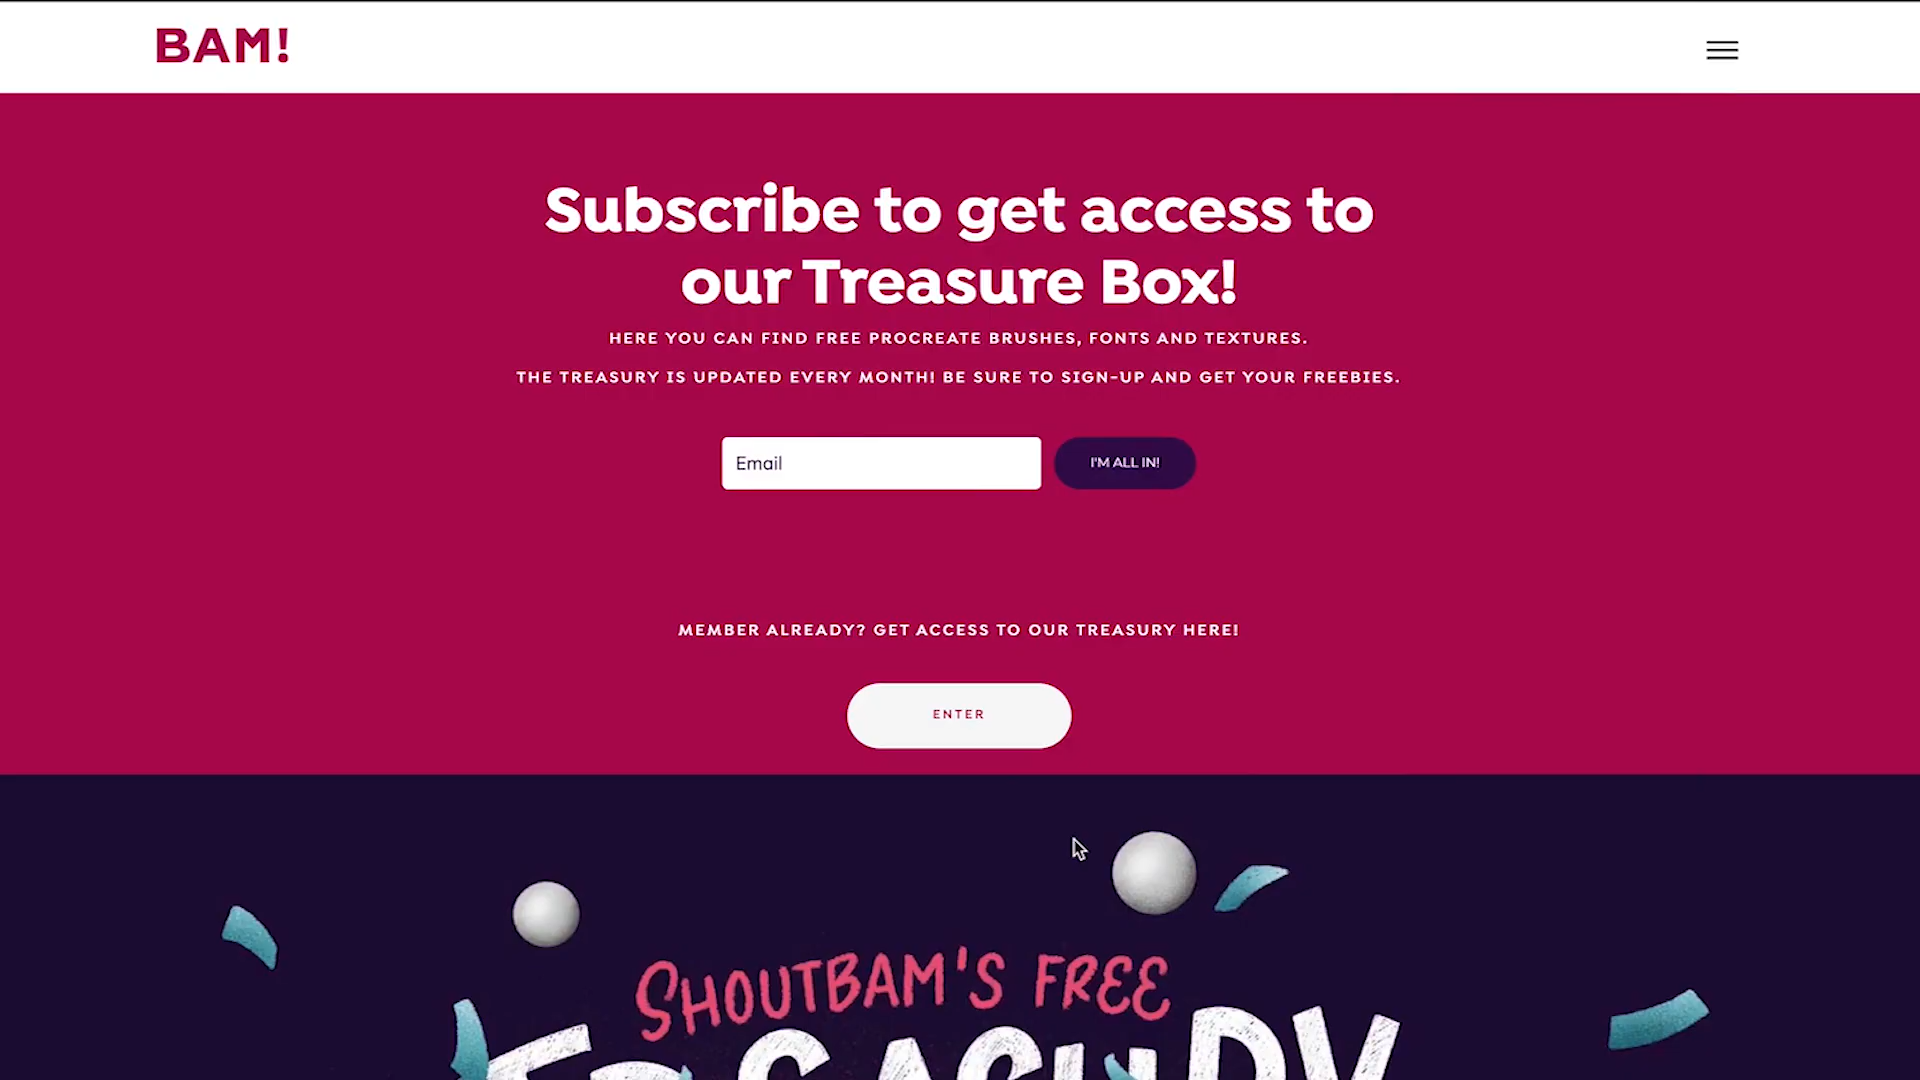 BAM!
Subscribe to get access to
our Treasure Box!
HERE YOU CAN FIND FREE PROCREATE BRUSHES, FONTS AND TEXTURES.
THE TREASURY IS UPDATED EVERY MONTH! BE SURE TO SIGN-UP AND GET YOUR FREEBIES.
Email
I'M ALL IN!
MEMBER ALREADY? GET ACCESS TO OUR TREASURY HERE!
ENTER
SHOUTBAM'S FREE